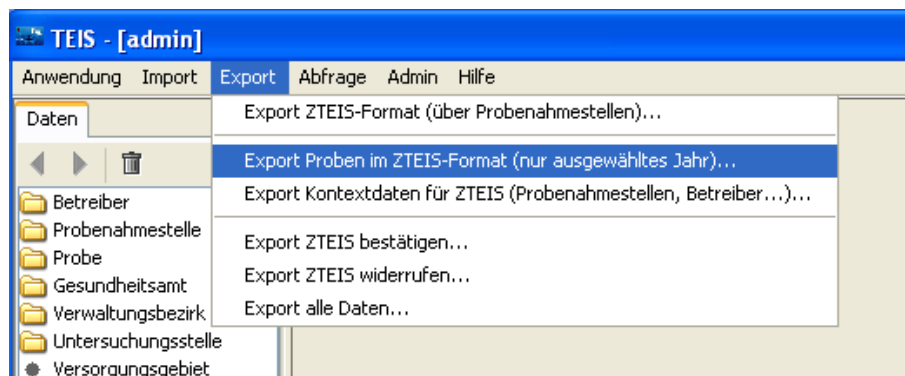 TEIS - [admin]
Anwendung Import Export Abfrage Admin Hilfe
Daten
Export ZTEIS-Format (über Probenahmestellen)...
Export Proben im ZTEIS-Format (nur ausgewähltes Jahr)...
Export Kontextdaten für ZTEIS (Probenahmestellen, Betreiber...)...
Export ZTEIS bestätigen...
Export ZTEIS widerrufen...
Export alle Daten...
Betreiber
Probenahmestelle
Probe
Gesundheitsamt
Verwaltungsbezirk
Untersuchungsstelle
Versorgungsgebiet